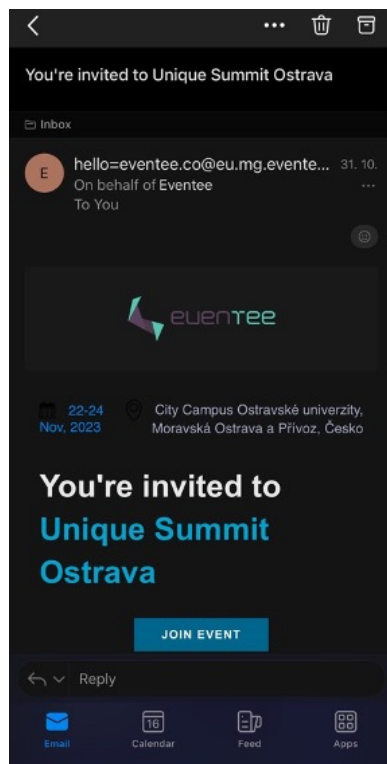 You're invited to Unique Summit Ostrava
Inbox
E
hello=eventee.co@eu.mg.evente... 31. 10.
On behalf of Eventee
To You
eventee
22-24
Nov, 2023
City Campus Ostravské univerzity,
Moravská Ostrava a Přívoz, Česko
You're invited to
Unique Summit
Ostrava
JOIN EVENT
Reply
16
Email Calendar Feed Apps